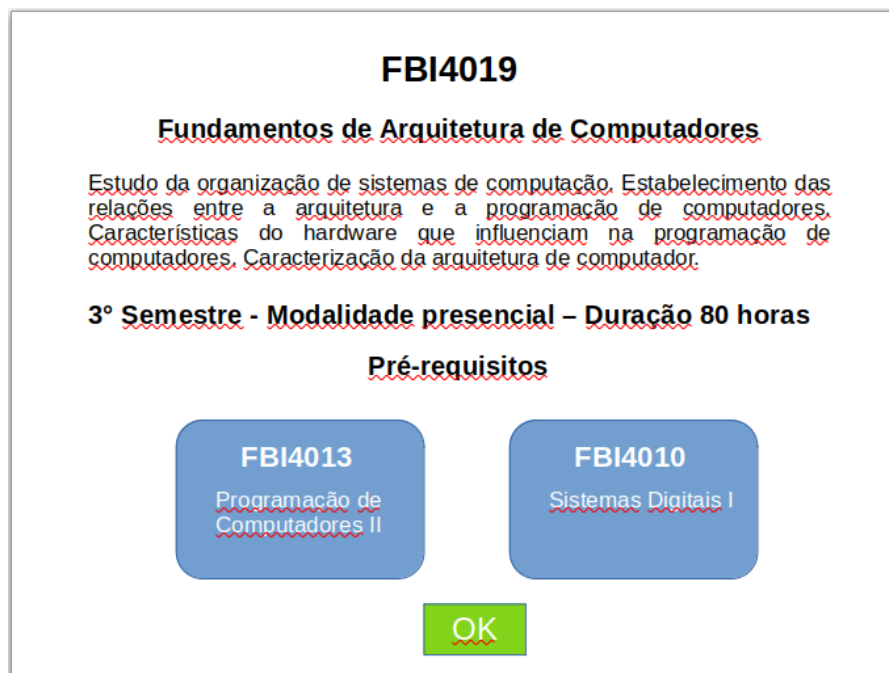 FBI4019
Fundamentos de Arquitetura de Computadores
Estudo da organização de sistemas de computação. Estabelecimento das
relações entre a arquitetura e a programação de computadores.
Características do hardware que influenciam na programação de
computadores. Caracterização da arquitetura de computador.
3° Semestre - Modalidade presencial – Duração 80 horas
Pré-requisitos
FBI4013
Programação de
Computadores II
FBI4010
Sistemas Digitais I
OK